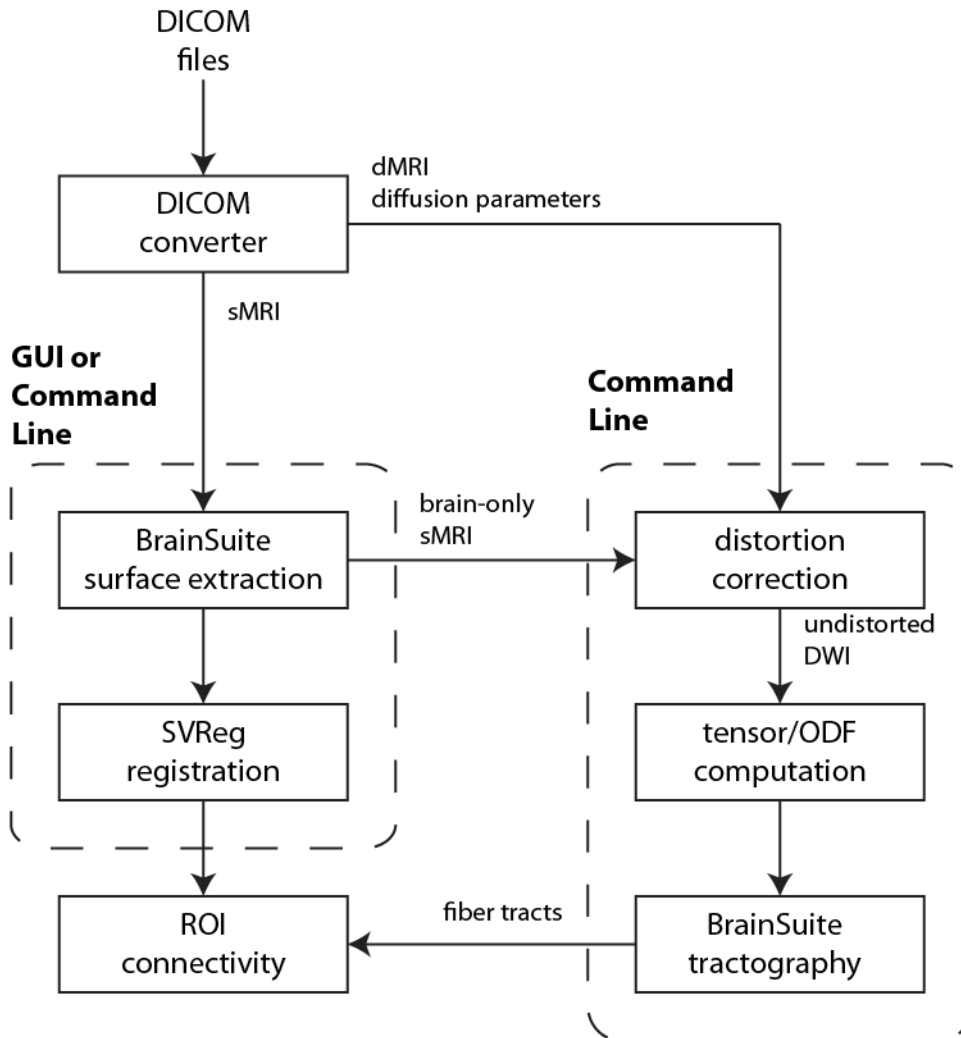 DICOM
files
DICOM
converter
dMRI
diffusion parameters
sMRI
GUI or
Command
Line
Command
Line
BrainSuite
surface extraction
brain-only
sMRI
distortion
correction
undistorted
DWI
SVReg
registration
tensor/ODF
computation
ROI
connectivity
fiber tracts
BrainSuite
tractography